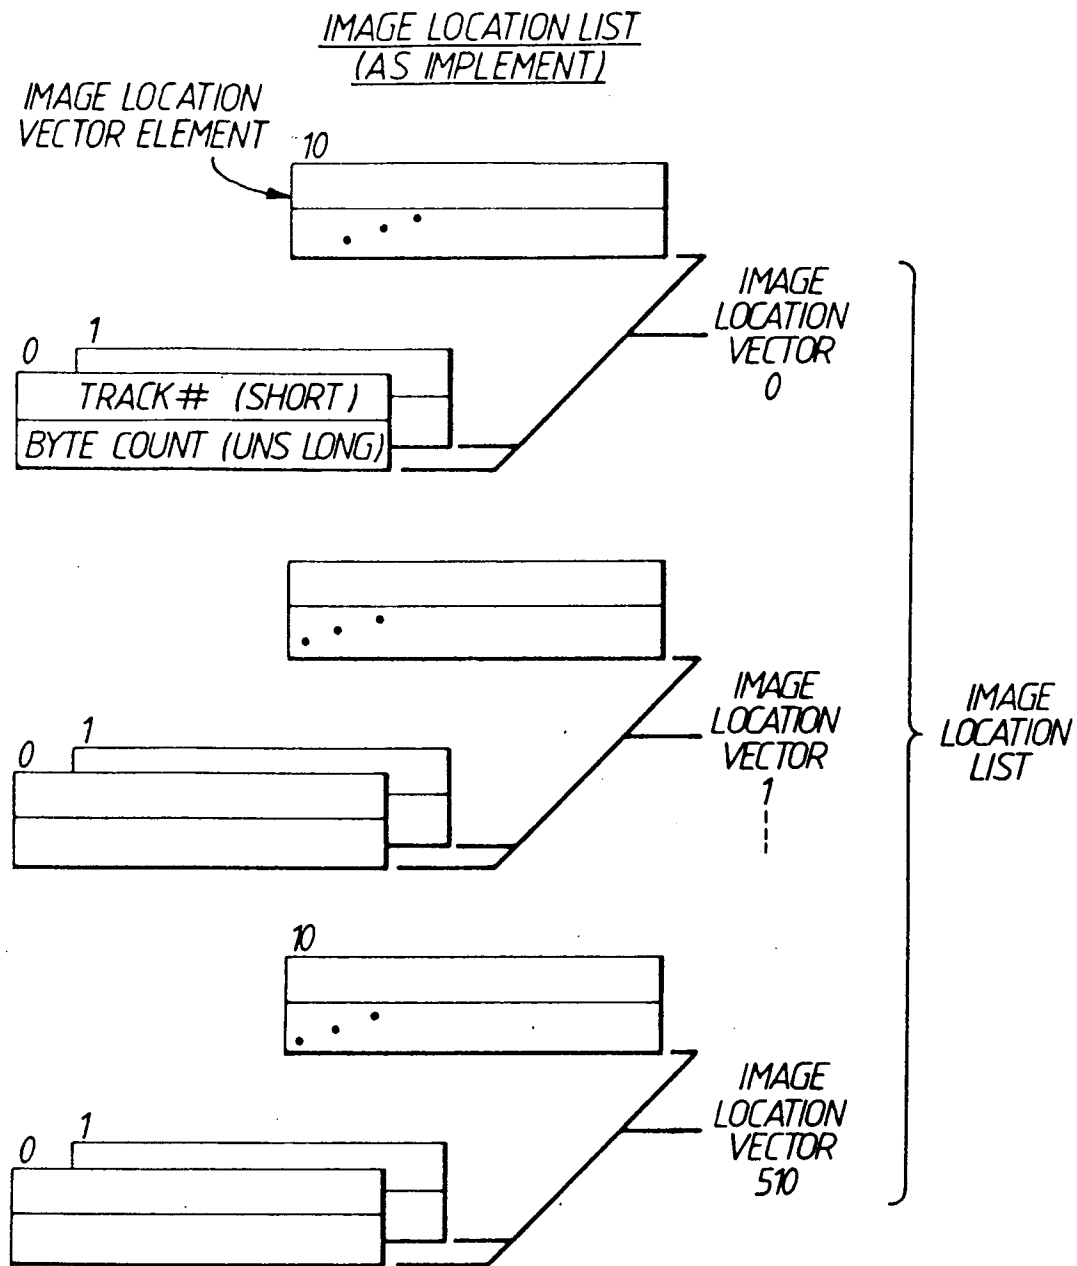 IMAGE LOCATION LIST
(AS IMPLEMENT)
IMAGE LOCATION
VECTOR ELEMENT
10
IMAGE
LOCATION
VECTOR
0
1
0
TRACK# (SHORT)
BYTE COUNT (UNS LONG)
IMAGE
LOCATION
VECTOR
1
1
0
IMAGE
LOCATION
LIST
10
IMAGE
LOCATION
VECTOR
510
1
0